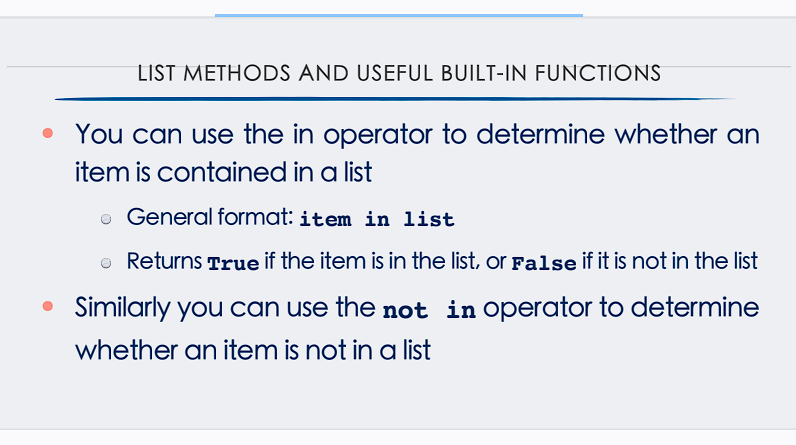 LIST METHODS AND USEFUL BUILT-IN FUNCTIONS
You can use the in operator to determine whether an
item is contained in a list
General format: item in list
Returns True if the item is in the list, or False if it is not in the list
Similarly you can use the not in operator to determine
whether an item is not in a list